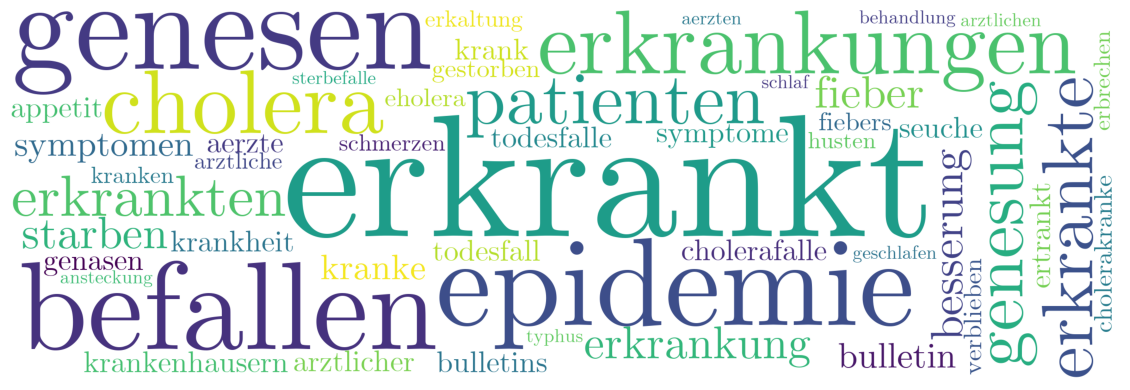 genesen
erkaltung
aerzten
behandlung
arztlichen
krank
erkrankungen
gestorben
sterbefalle
cholera
appetit
eholera
patienten
schlaf
fieber
erbrechen
fiebers
seuche
todesfalle
symptome
husten
symptomen
aerzte
schmerzen
arztliche
kranken
erkrankt
erkrankten
besserung
genesung
erkrankte
starben
krankheit
ertrankt
cholerakranke
genasen
todesfall
cholerafalle
geschlafen
ansteckung
kranke
befallen
epidemie
verblieben
typhus
erkrankung
krankenhausern
arztlicher
bulletins
bulletin